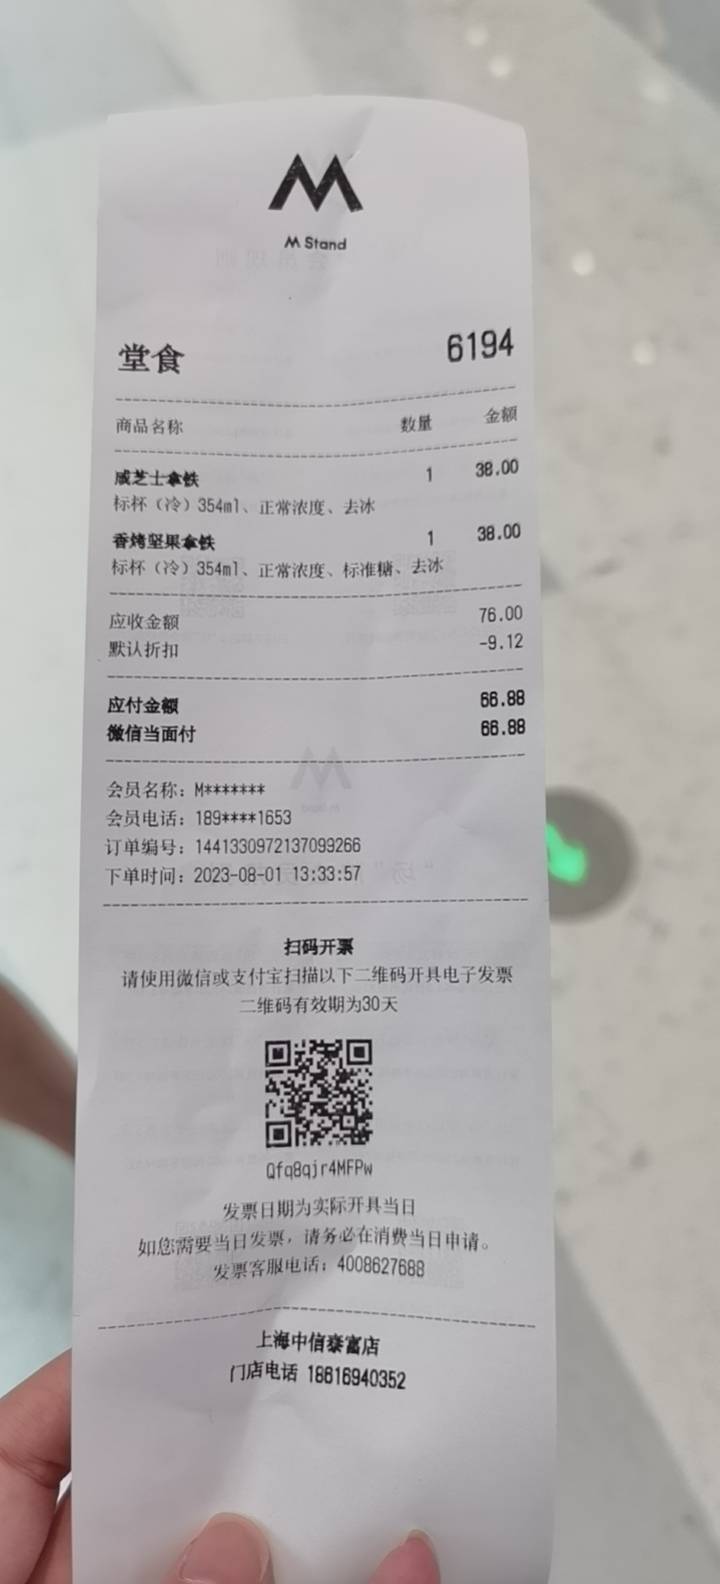 M Stand
堂食 6194
商品名称 数量 金额
咸芝士拿铁 1 38.00
标杯（冷）354ml、正常浓度、去冰
香烤坚果拿铁 1 38.00
标杯（冷）354ml、正常浓度、标准糖、去冰
应收金额 76.00
默认折扣 -9.12
应付金额 66.88
微信当面付 66.88
会员名称：M*******
会员电话：189****1653
订单编号：1441330972137099266
下单时间：2023-08-01 13:33:57
扫码开票
请使用微信或支付宝扫描以下二维码开具电子发票
二维码有效期为30天
Qfq8qjr4MFPw
发票日期为实际开具当日
如您需要当日发票，请务必在消费当日申请。
发票客服电话：4008627688
上海中信泰富店
门店电话 18616940352